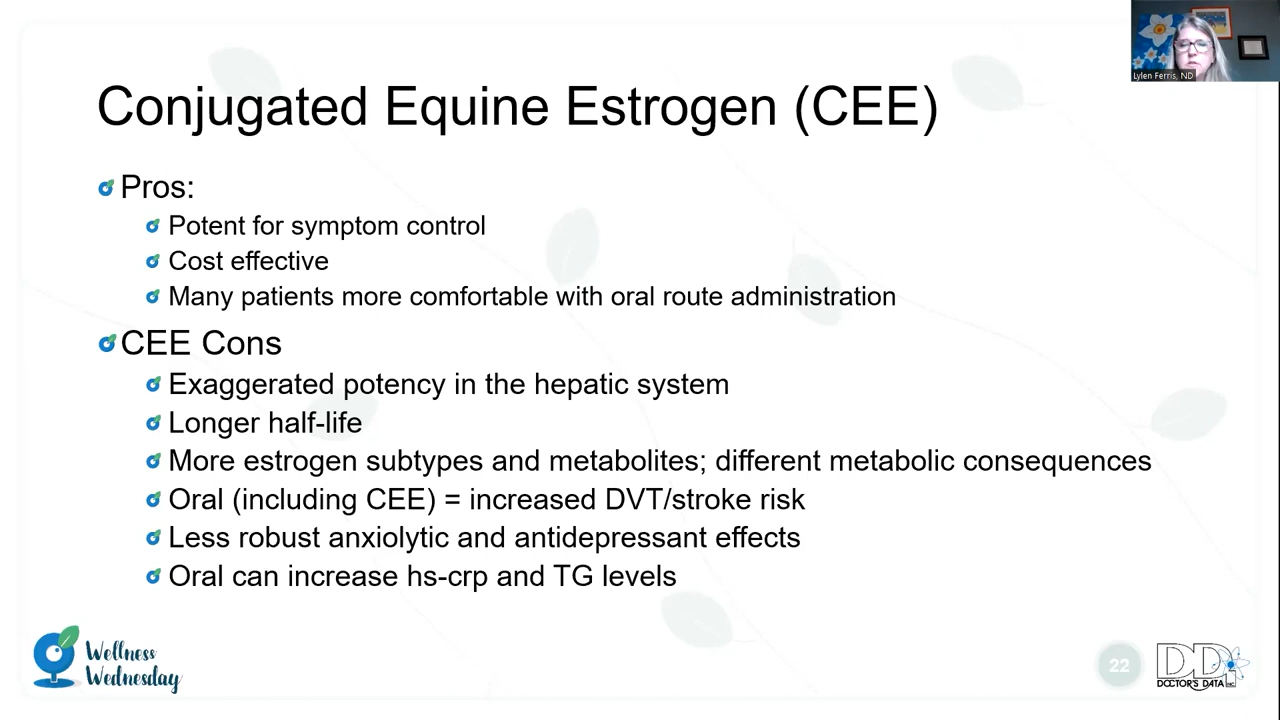 Lylen Ferris, ND
Conjugated Equine Estrogen (CEE)
Pros:
Potent for symptom control
Cost effective
Many patients more comfortable with oral route administration
CEE Cons
Exaggerated potency in the hepatic system
Longer half-life
More estrogen subtypes and metabolites; different metabolic consequences
Oral (including CEE) = increased DVT/stroke risk
Less robust anxiolytic and antidepressant effects
Oral can increase hs-crp and TG levels
Wellness
Wednesday
22
DDI
DOCTOR'S DATA INC.